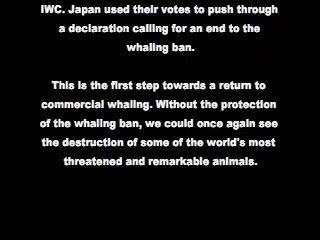 IWC. Japan used their votes to push through
a declaration calling for an end to the
whaling ban.
This is the first step towards a return to
commercial whaling. Without the protection
of the whaling ban, we could once again see
the destruction of some of the world's most
threatened and remarkable animals.